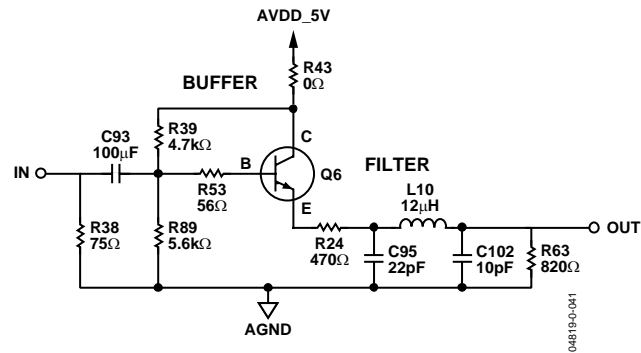 AVDD_5V
R43
0Ω
BUFFER
C93
100μF
R39
4.7kΩ
C
B
Q6
FILTER
IN
R53
56Ω
E
L10
12μH
OUT
R38
75Ω
R89
5.6kΩ
R24
470Ω
C95
22pF
C102
10pF
R63
820Ω
AGND
04819-0-041